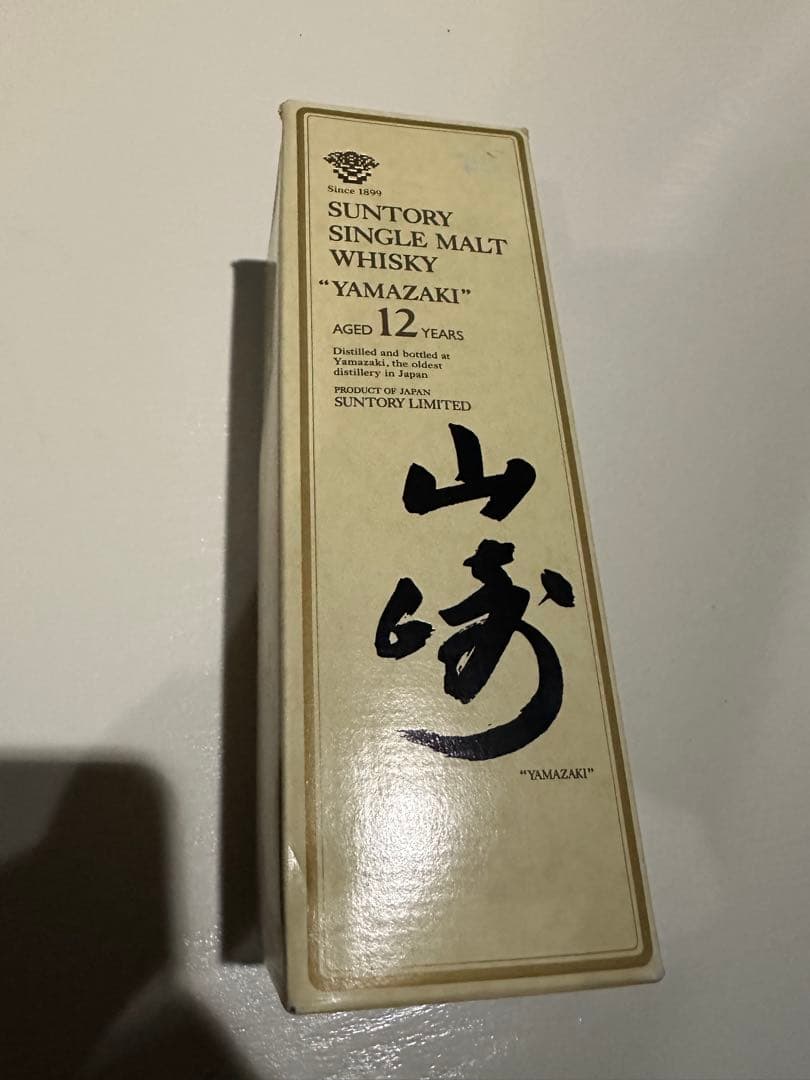 Since 1899
SUNTORY
SINGLE MALT
WHISKY
“YAMAZAKI”
AGED 12 YEARS
Distilled and bottled at
Yamazaki, the oldest
distillery in Japan
PRODUCT OF JAPAN
SUNTORY LIMITED
山
崎
“YAMAZAKI”